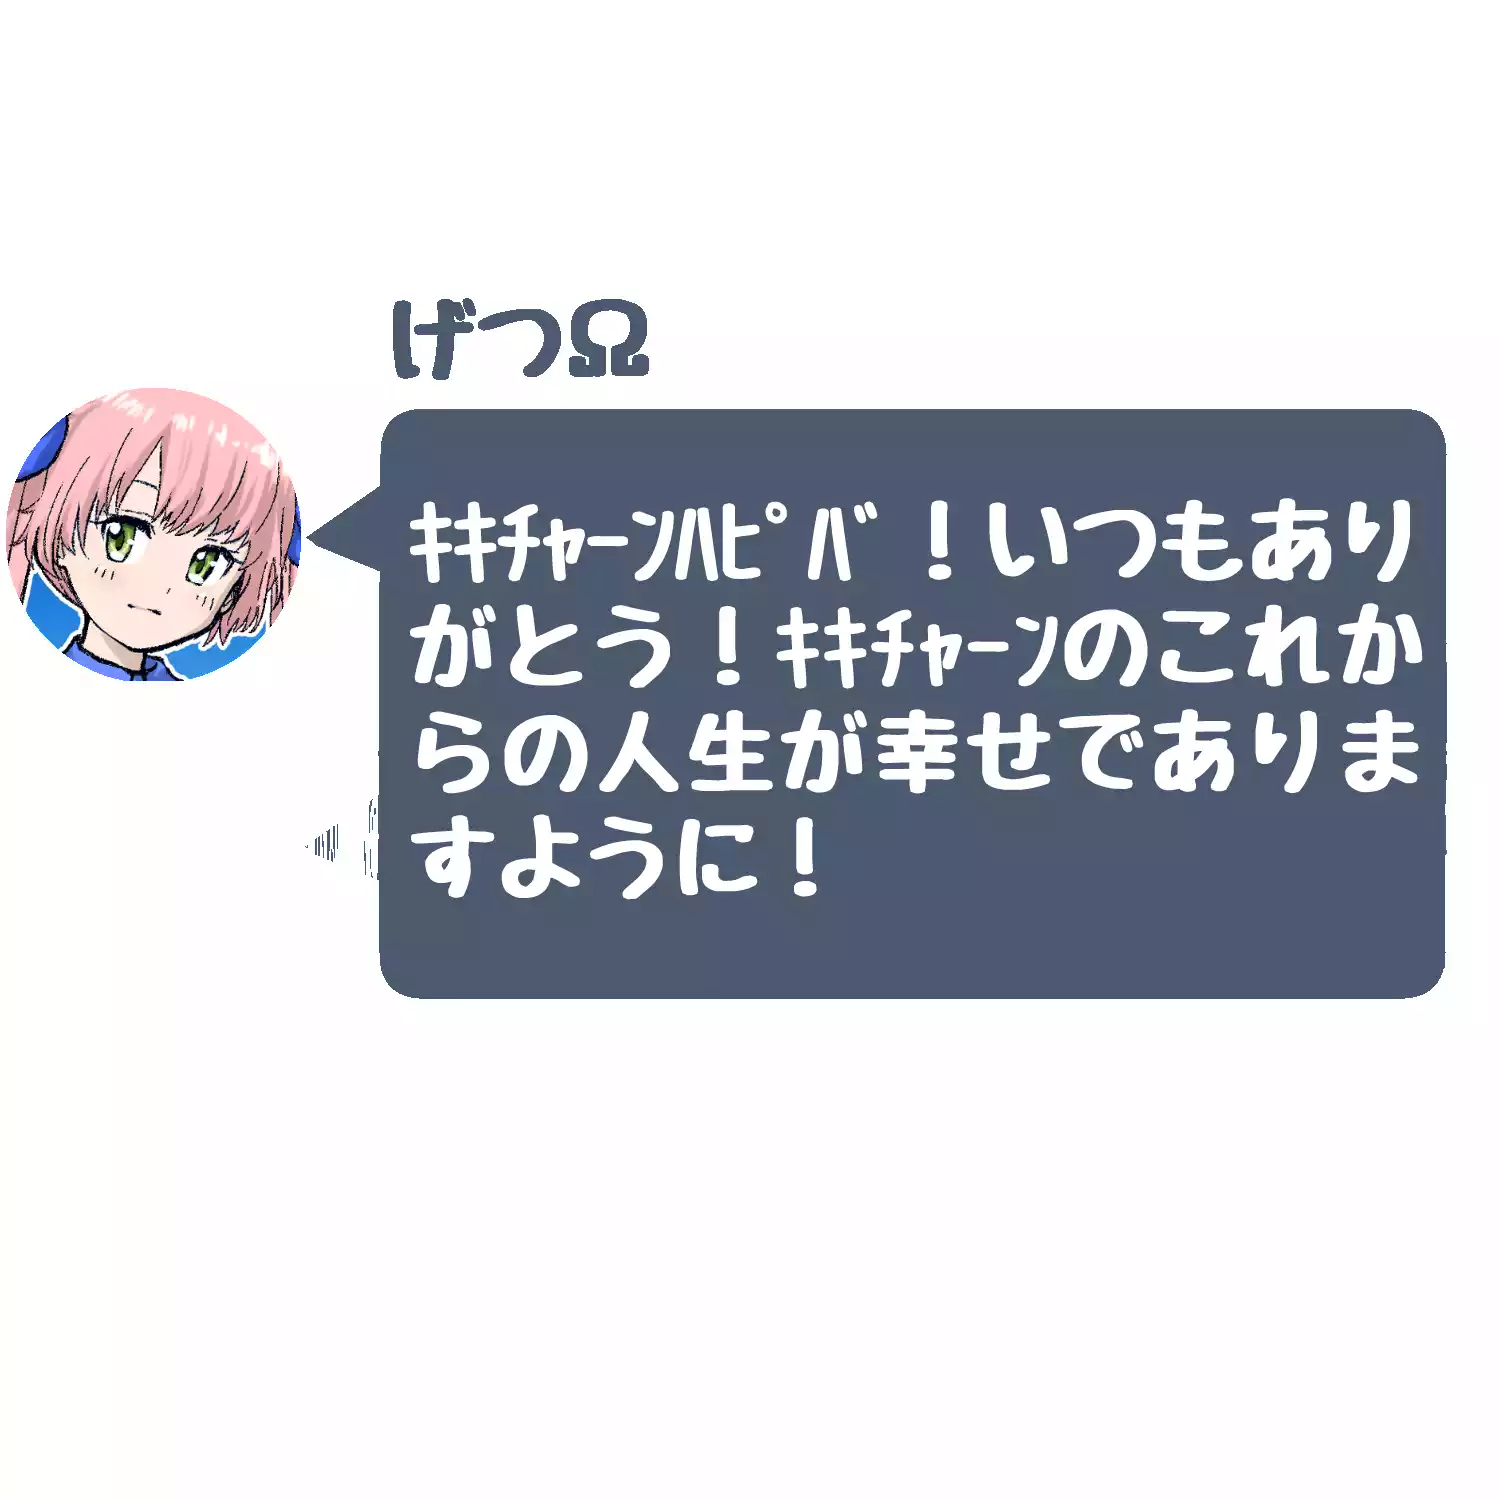 げつΩ
ｷｷﾁｬｰﾝﾊﾋﾟﾊﾞ！いつもあり
がとう！ｷｷﾁｬｰﾝのこれか
らの人生が幸せでありま
すように！